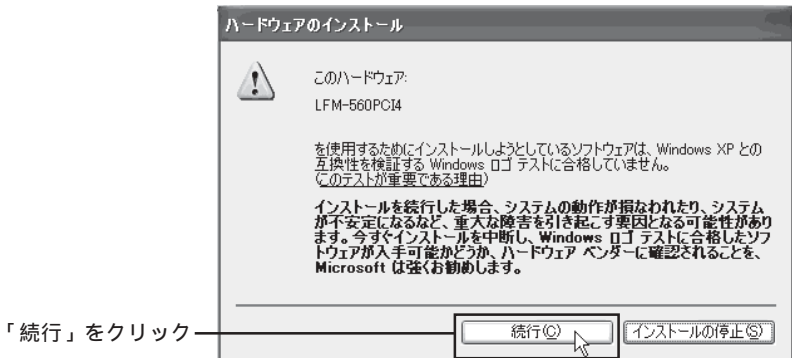 ハードウェアのインストール
このハードウェア:
LFM-560PCI4
を使用するためにインストールしようとしているソフトウェアは、Windows XP との
互換性を検証する Windows ロゴ テストに合格していません。
(このテストが重要である理由)
インストールを続行した場合、システムの動作が損なわれたり、システム
が不安定になるなど、重大な障害を引き起こす要因となる可能性があり
ます。今すぐインストールを中断し、Windows ロゴ テストに合格したソフ
トウェアが入手可能かどうか、ハードウェア ベンダーに確認されることを、
Microsoft は強くお勧めします。
「続行」をクリック
続行(C)
インストールの停止(S)